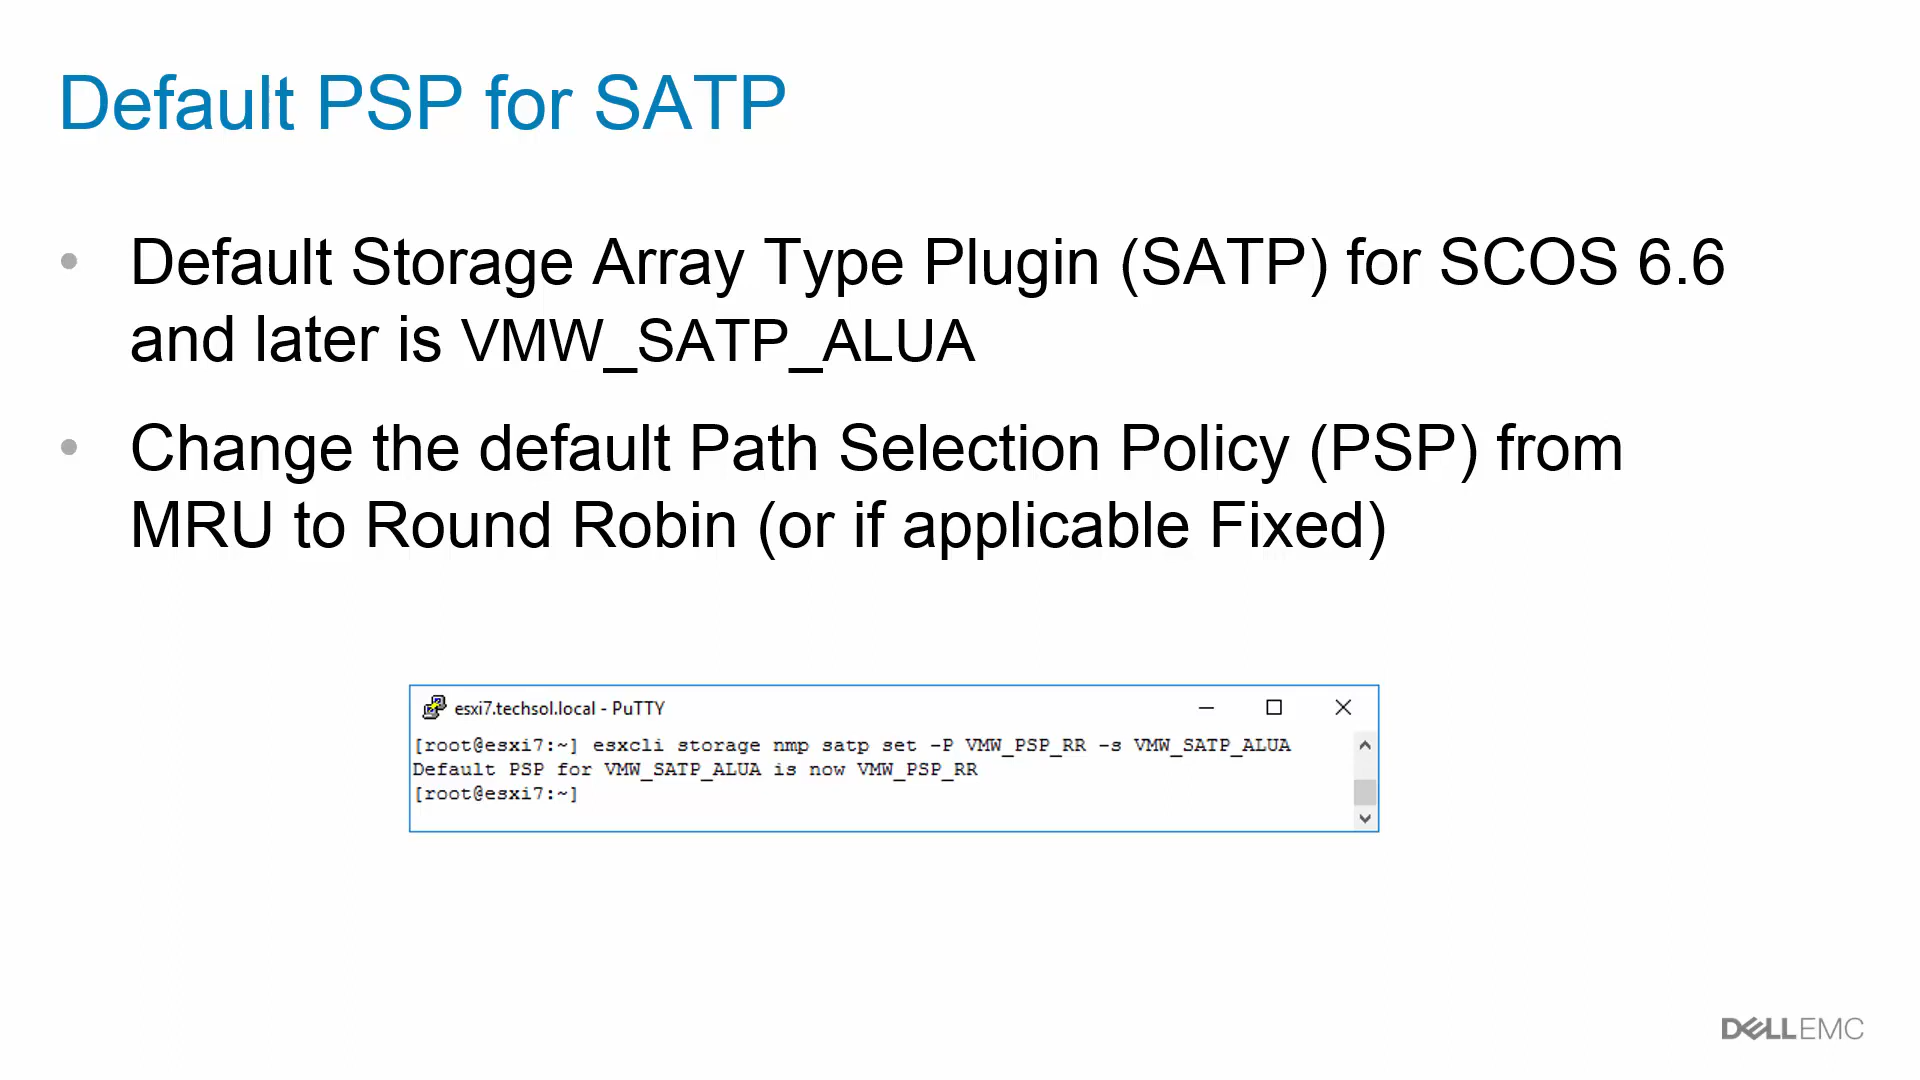 Default PSP for SATP
• Default Storage Array Type Plugin (SATP) for SCOS 6.6
and later is VMW_SATP_ALUA
• Change the default Path Selection Policy (PSP) from
MRU to Round Robin (or if applicable Fixed)
esxi7.techsol.local - PuTTY
[root@esxi7:~] esxcli storage nmp satp set -P VMW_PSP_RR -s VMW_SATP_ALUA
Default PSP for VMW_SATP_ALUA is now VMW_PSP_RR
[root@esxi7:~]
DELLEMC